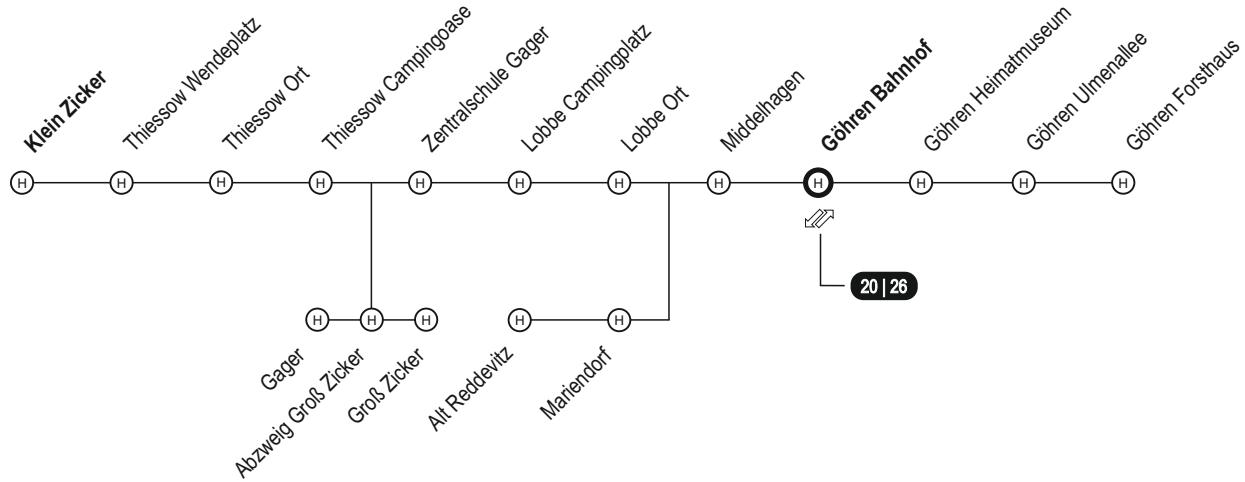 Klein Zicker
Thiessow Wendeplatz
Thiessow Ort
Thiessow Campingoase
Zentralschule Gager
Lobbe Campingplatz
Lobbe Ort
Middelhagen
Göhren Bahnhof
Göhren Heimatmuseum
Göhren Ulmenallee
Göhren Forsthaus
H H H H H H H H H H H H
20 | 26
H H H H H
Gager
Abzweig Groß Zicker
Groß Zicker
Alt Reddevitz
Mariendorf